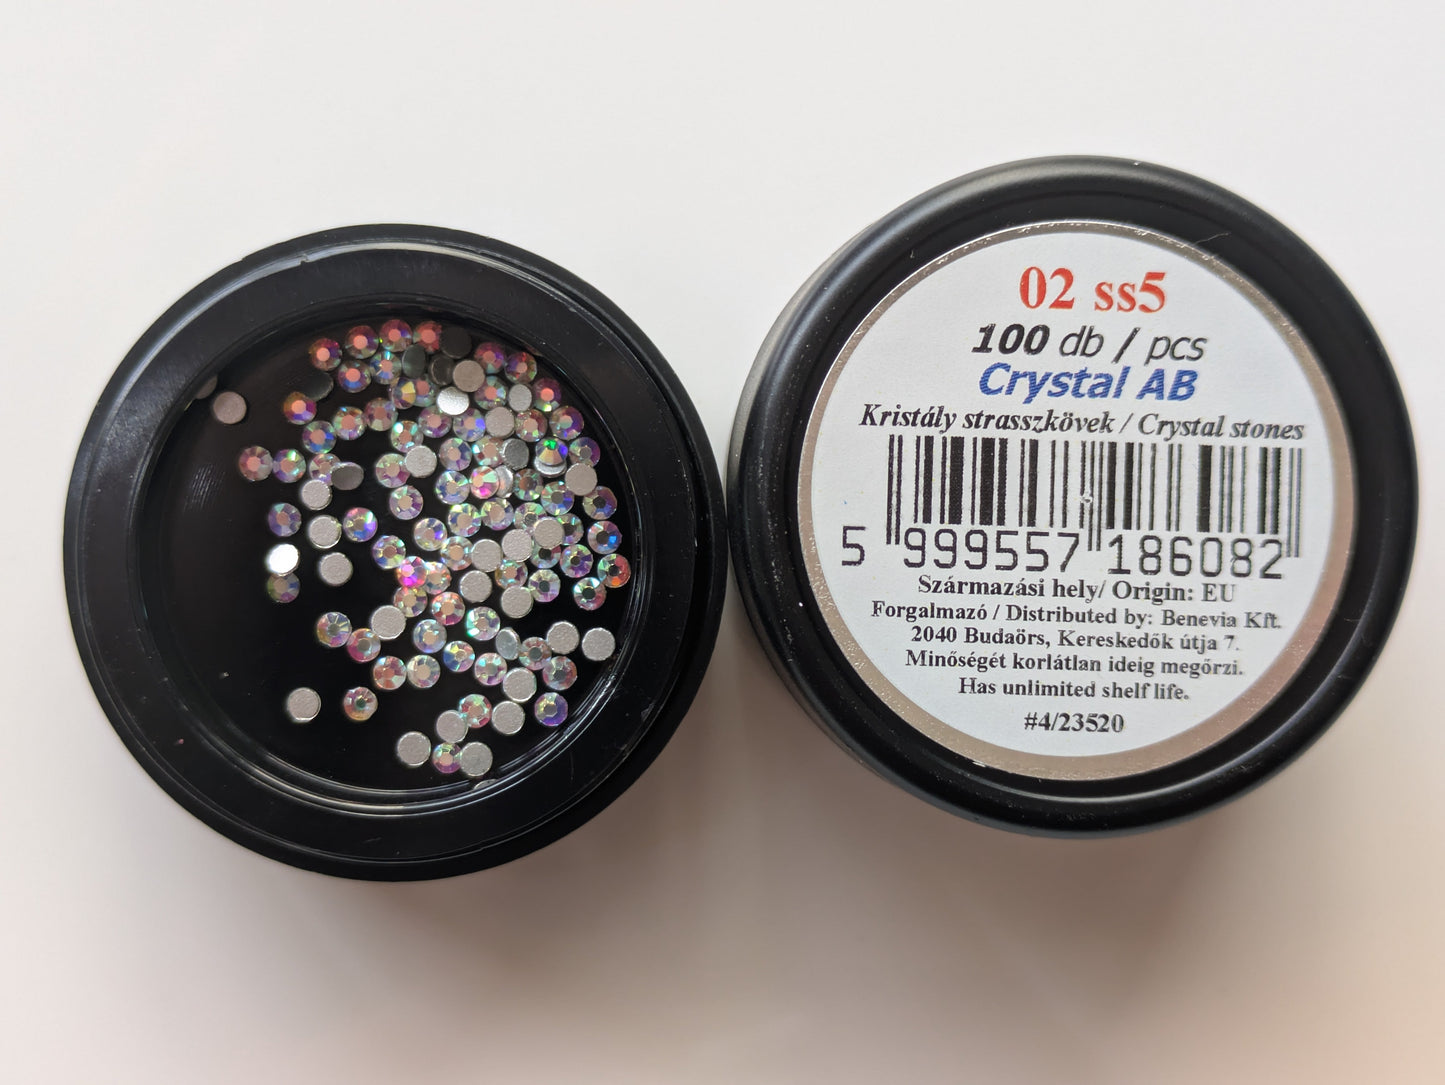 02 ss5
100 db / pcs
Crystal AB
Kristály strasszkövek / Crystal stones
5 999557 186082
Származási hely/ Origin: EU
Forgalmazó / Distributed by: Benevia Kft.
2040 Budaörs, Kereskedők útja 7.
Minőségét korlátlan ideig megőrzi.
Has unlimited shelf life.
#4/23520